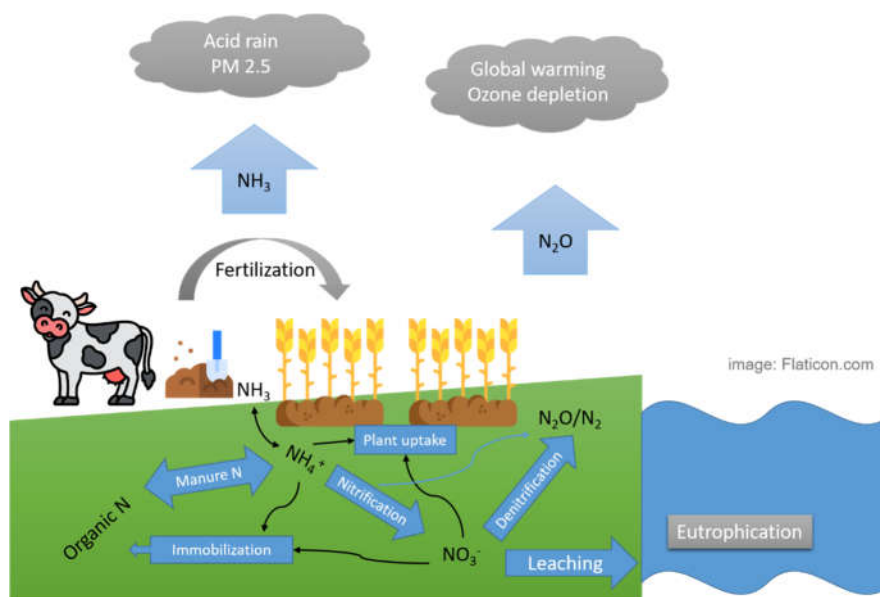 Acid rain
PM 2.5
Global warming
Ozone depletion
NH₃
N₂O
Fertilization
image: Flaticon.com
NH₃
N₂O/N₂
Plant uptake
NH₄⁺
Manure N
Nitrification
Denitrification
Organic N
Eutrophication
Immobilization
NO₃⁻
Leaching